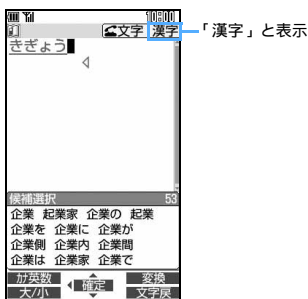 10:00
文字 漢字 「漢字」と表示
ききょう
候補選択 53
企業 起業家 企業の 起業
企業を 企業に 企業が
企業側 企業内 企業間
企業は 企業家 企業で
ｶﾅ英数 確定 変換
大/小 文字戻